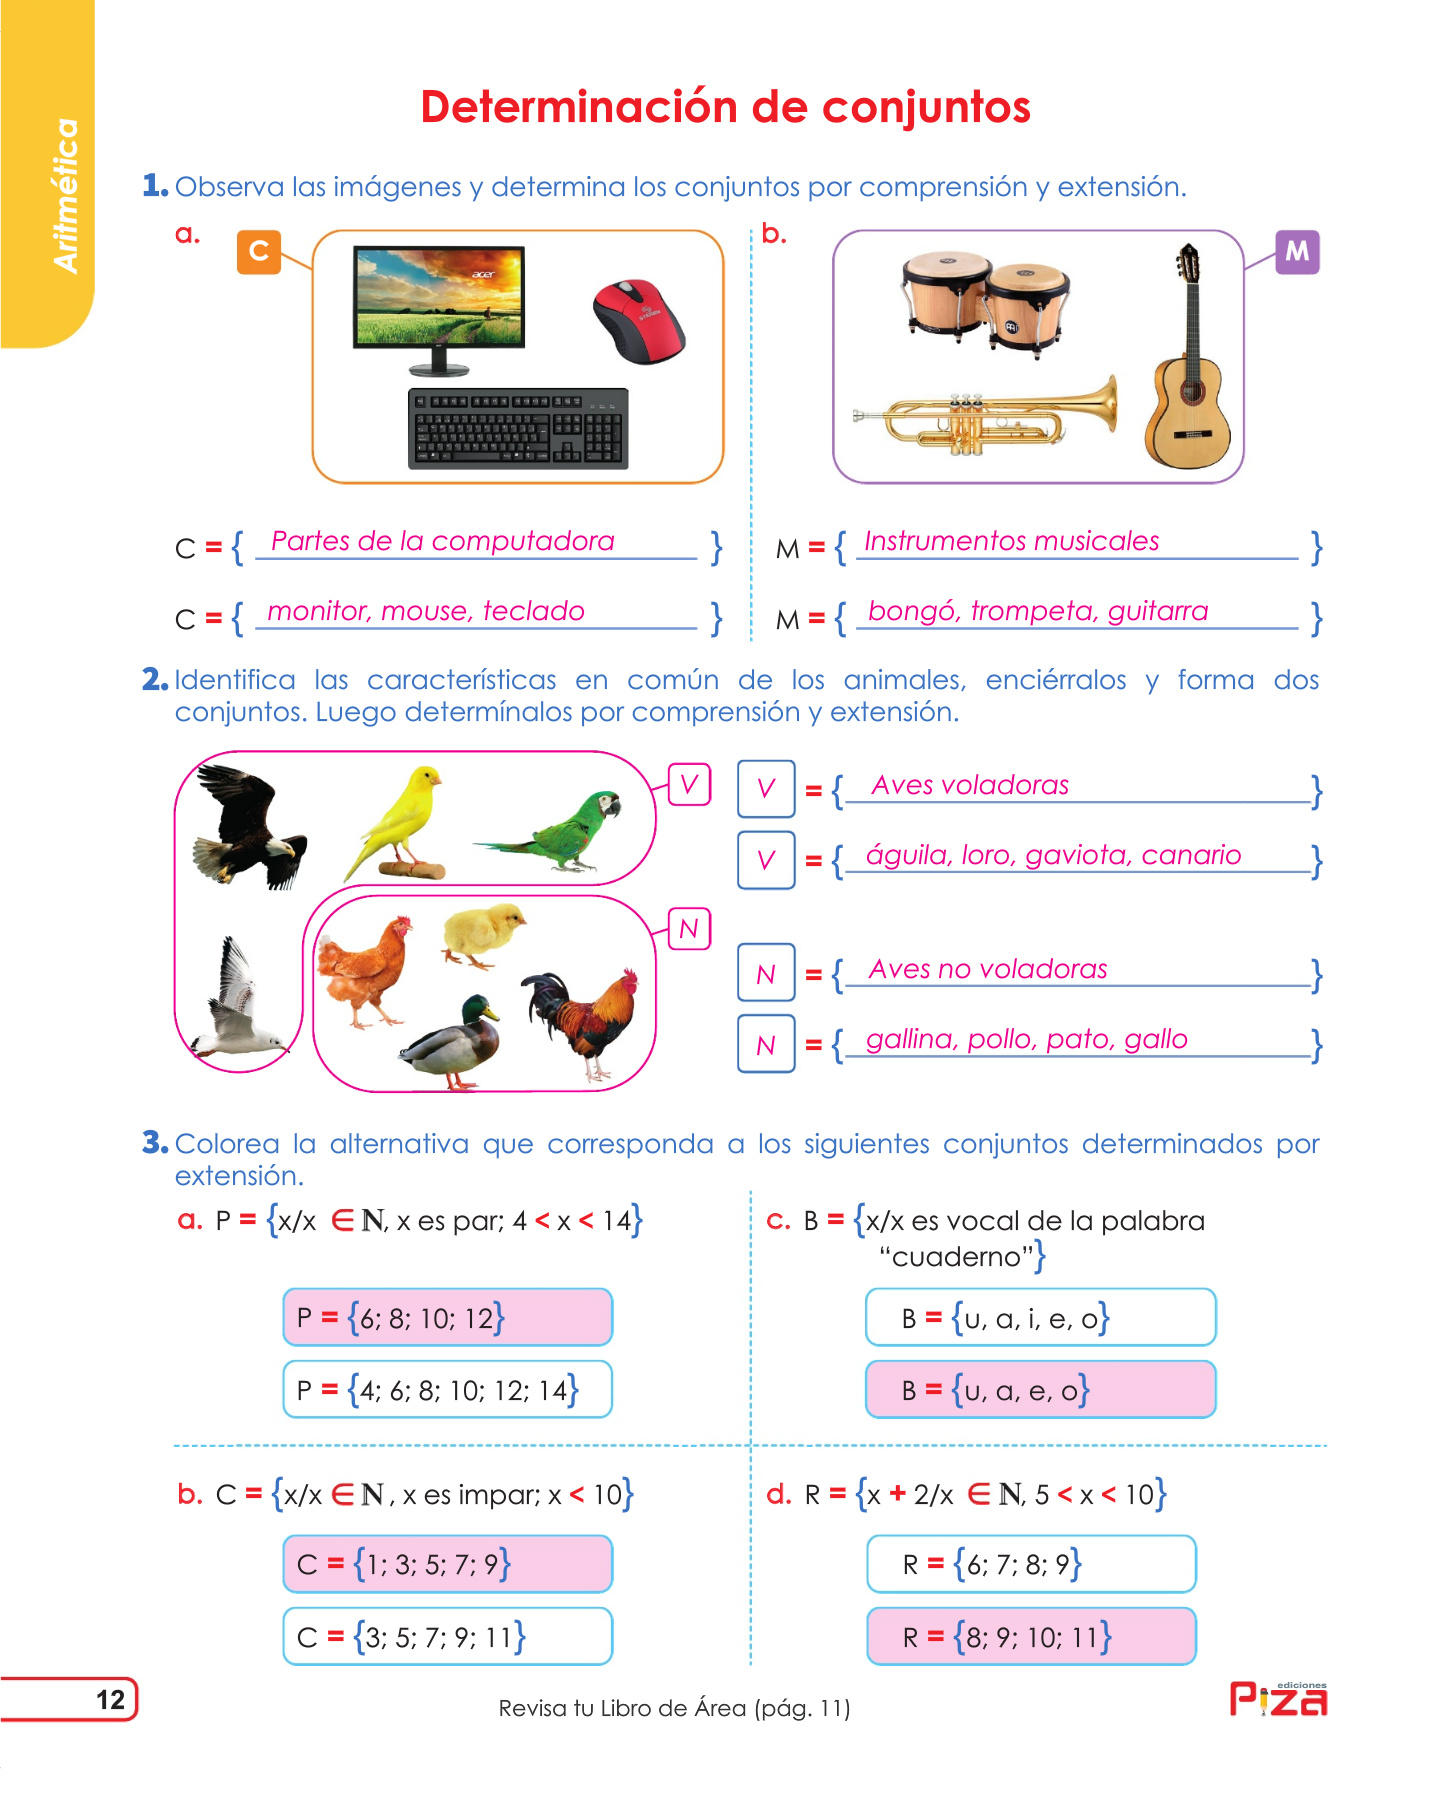 Aritmética
Determinación de conjuntos
1. Observa las imágenes y determina los conjuntos por comprensión y extensión.
a.
C
acer
b.
M
C = { Partes de la computadora }
C = { monitor, mouse, teclado }
M = { Instrumentos musicales }
M = { bongó, trompeta, guitarra }
2. Identifica las características en común de los animales, enciérralos y forma dos
conjuntos. Luego determínalos por comprensión y extensión.
V
N
V = { Aves voladoras }
V = { águila, loro, gaviota, canario }
N = { Aves no voladoras }
N = { gallina, pollo, pato, gallo }
3. Colorea la alternativa que corresponda a los siguientes conjuntos determinados por
extensión.
a. P = {x/x ∈ ℕ, x es par; 4 < x < 14}
P = {6; 8; 10; 12}
P = {4; 6; 8; 10; 12; 14}
c. B = {x/x es vocal de la palabra
“cuaderno”}
B = {u, a, i, e, o}
B = {u, a, e, o}
b. C = {x/x ∈ ℕ , x es impar; x < 10}
C = {1; 3; 5; 7; 9}
C = {3; 5; 7; 9; 11}
d. R = {x + 2/x ∈ ℕ, 5 < x < 10}
R = {6; 7; 8; 9}
R = {8; 9; 10; 11}
12
Revisa tu Libro de Área (pág. 11)
ediciones
Piza